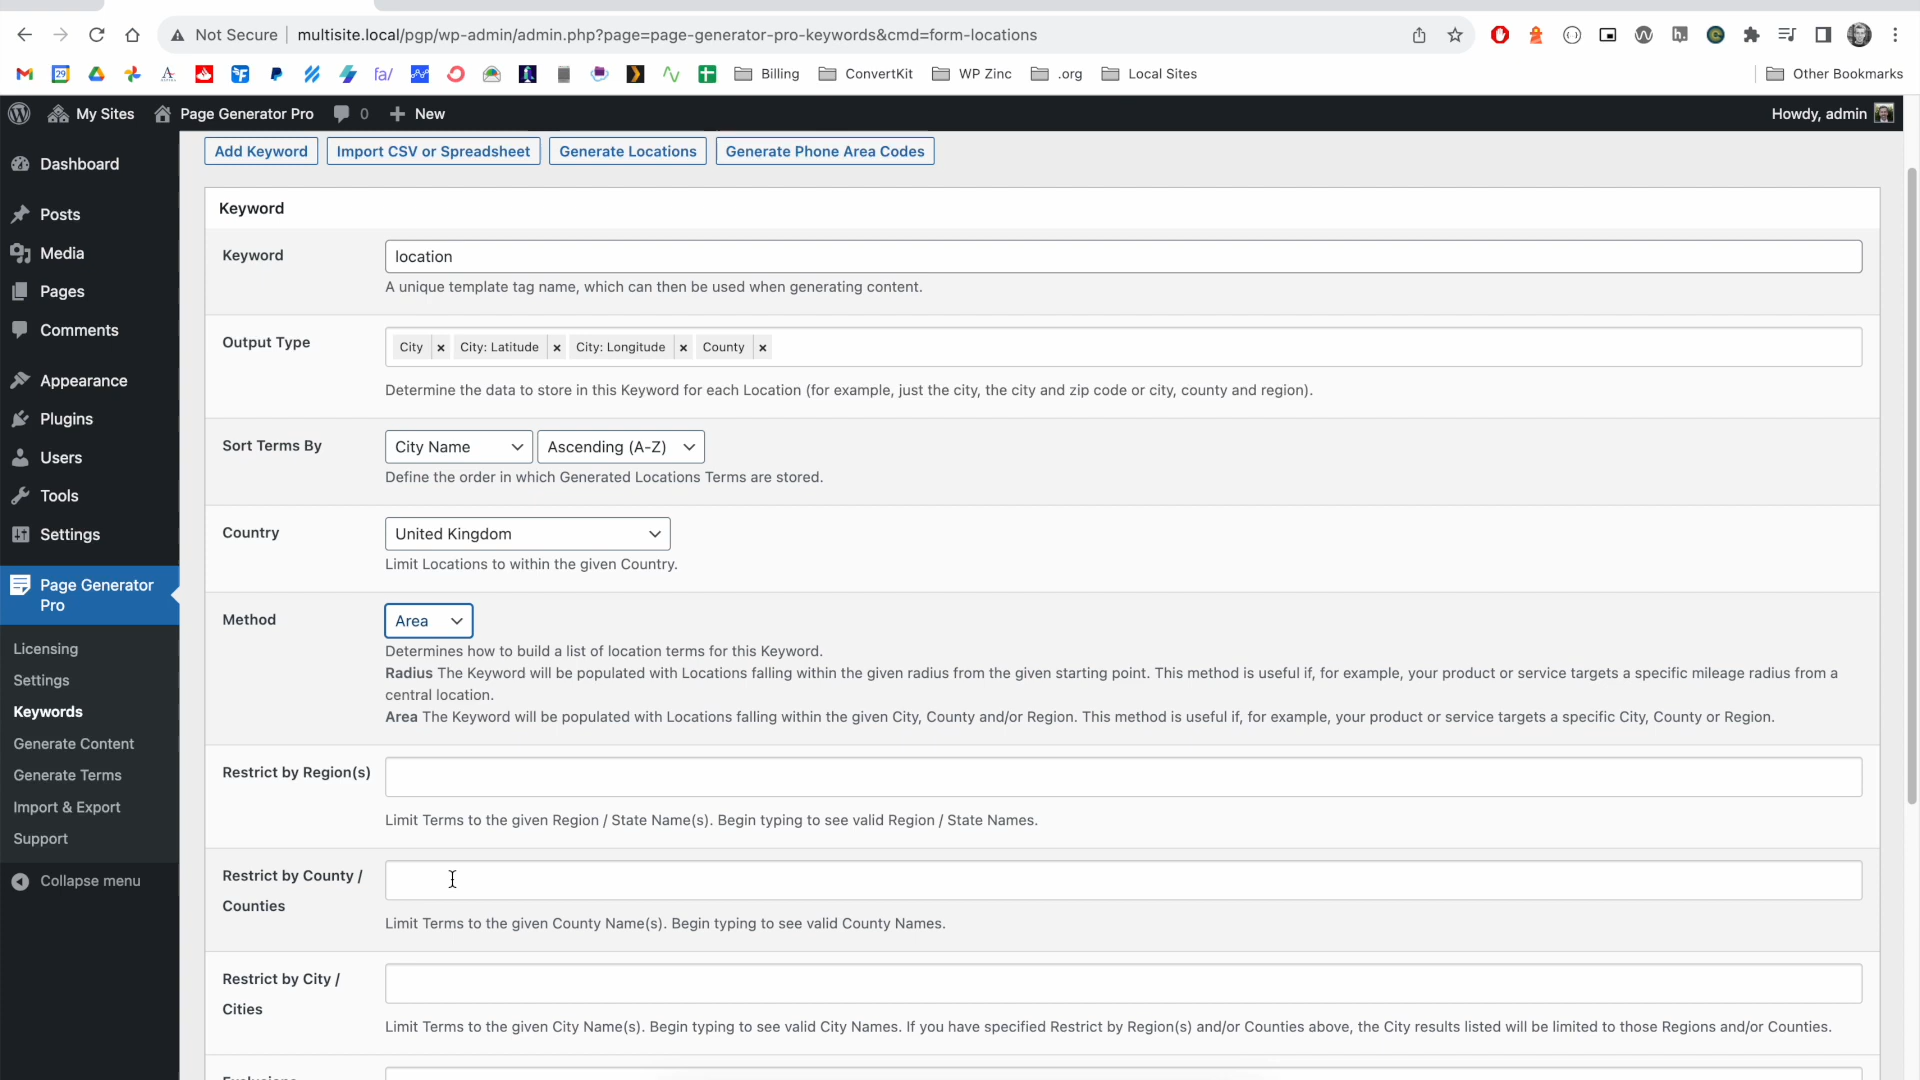 Not Secure
multisite.local/pgp/wp-admin/admin.php?page=page-generator-pro-keywords&cmd=form-locations
Billing
ConvertKit
WP Zinc
.org
Local Sites
Other Bookmarks
My Sites
Page Generator Pro
0
New
Howdy, admin
Dashboard
Posts
Media
Pages
Comments
Appearance
Plugins
Users
Tools
Settings
Page Generator
Pro
Licensing
Settings
Keywords
Generate Content
Generate Terms
Import & Export
Support
Collapse menu
Add Keyword
Import CSV or Spreadsheet
Generate Locations
Generate Phone Area Codes
Keyword
Keyword
location
A unique template tag name, which can then be used when generating content.
Output Type
City × City: Latitude × City: Longitude × County ×
Determine the data to store in this Keyword for each Location (for example, just the city, the city and zip code or city, county and region).
Sort Terms By
City Name
Ascending (A-Z)
Define the order in which Generated Locations Terms are stored.
Country
United Kingdom
Limit Locations to within the given Country.
Method
Area
Determines how to build a list of location terms for this Keyword.
Radius The Keyword will be populated with Locations falling within the given radius from the given starting point. This method is useful if, for example, your product or service targets a specific mileage radius from a
central location.
Area The Keyword will be populated with Locations falling within the given City, County and/or Region. This method is useful if, for example, your product or service targets a specific City, County or Region.
Restrict by Region(s)
Limit Terms to the given Region / State Name(s). Begin typing to see valid Region / State Names.
Restrict by County /
Counties
Limit Terms to the given County Name(s). Begin typing to see valid County Names.
Restrict by City /
Cities
Limit Terms to the given City Name(s). Begin typing to see valid City Names. If you have specified Restrict by Region(s) and/or Counties above, the City results listed will be limited to those Regions and/or Counties.